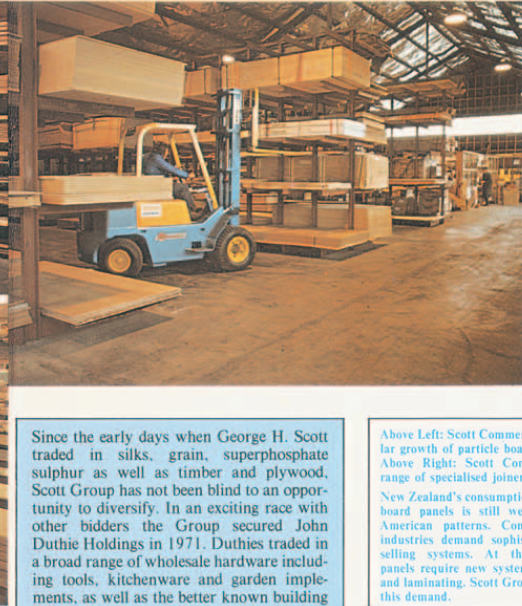 Since the early days when George H. Scott
traded in silks, grain, superphosphate
sulphur as well as timber and plywood,
Scott Group has not been blind to an oppor-
tunity to diversify. In an exciting race with
other bidders the Group secured John
Duthie Holdings in 1971. Duthies traded in
a broad range of wholesale hardware includ-
ing tools, kitchenware and garden imple-
ments, as well as the better known building
Above Left: Scott Commer
lar growth of particle boa
Above Right: Scott Com
range of specialised joiner
New Zealand's consumptio
board panels is still we
American patterns. Con
industries demand sophis
selling systems. At th
panels require new system
and laminating. Scott Grou
this demand.